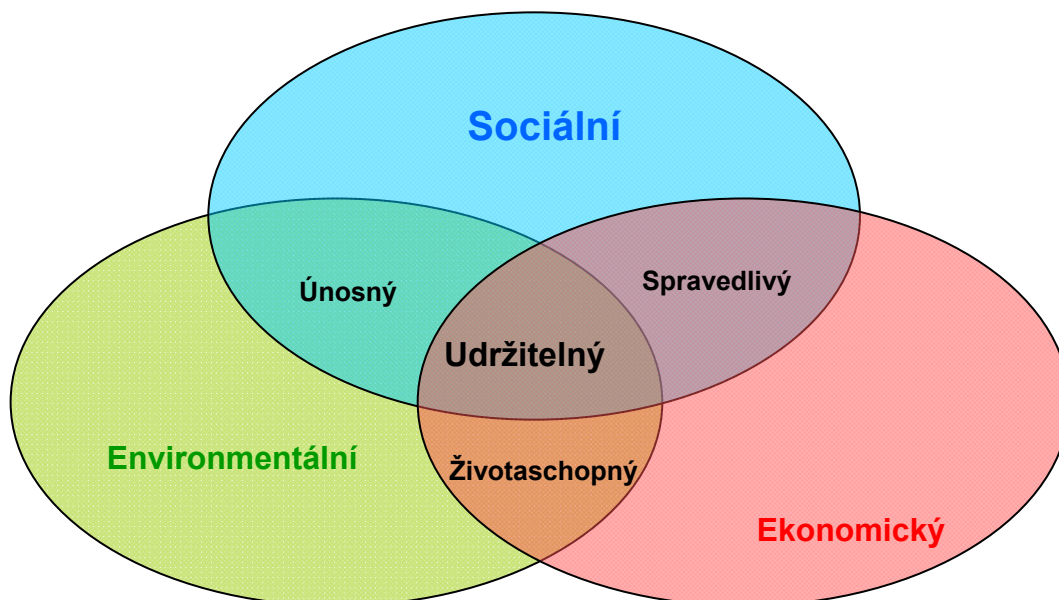 Sociální
Únosný
Spravedlivý
Udržitelný
Environmentální
Životaschopný
Ekonomický